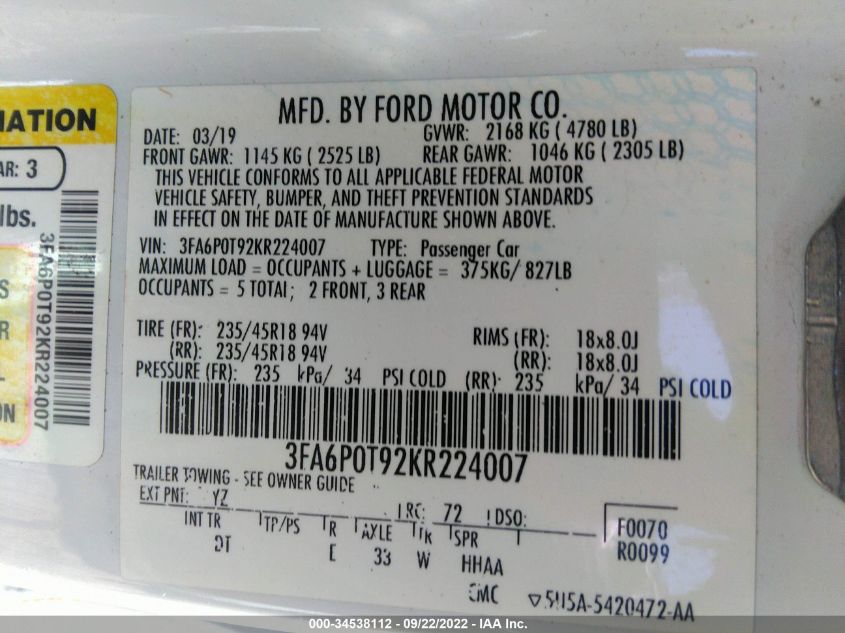 MFD. BY FORD MOTOR CO.
DATE: 03/19 GVWR: 2168 KG ( 4780 LB)
FRONT GAWR: 1145 KG ( 2525 LB) REAR GAWR: 1046 KG ( 2305 LB)
THIS VEHICLE CONFORMS TO ALL APPLICABLE FEDERAL MOTOR
VEHICLE SAFETY, BUMPER, AND THEFT PREVENTION STANDARDS
IN EFFECT ON THE DATE OF MANUFACTURE SHOWN ABOVE.
VIN: 3FA6P0T92KR224007 TYPE: Passenger Car
MAXIMUM LOAD = OCCUPANTS + LUGGAGE = 375KG/ 827LB
OCCUPANTS = 5 TOTAL; 2 FRONT, 3 REAR
TIRE (FR): 235/45R18 94V RIMS (FR): 18x8.0J
(RR): 235/45R18 94V (RR): 18x8.0J
PRESSURE (FR): 235 kPa/ 34 PSI COLD (RR): 235 kPa/ 34 PSI COLD
3FA6P0T92KR224007
TRAILER TOWING - SEE OWNER GUIDE
EXT PNT: YZ RC: 72 DSO: F0070
INT TR TP/PS R AXLE TR SPR R0099
DT E 33 W HHAA
5U5A-5420472-AA
MATION
AR: 3
lbs.
S
R
L
ON
3FA6P0T92KR224007
000-34538112 - 09/22/2022 - IAA Inc.